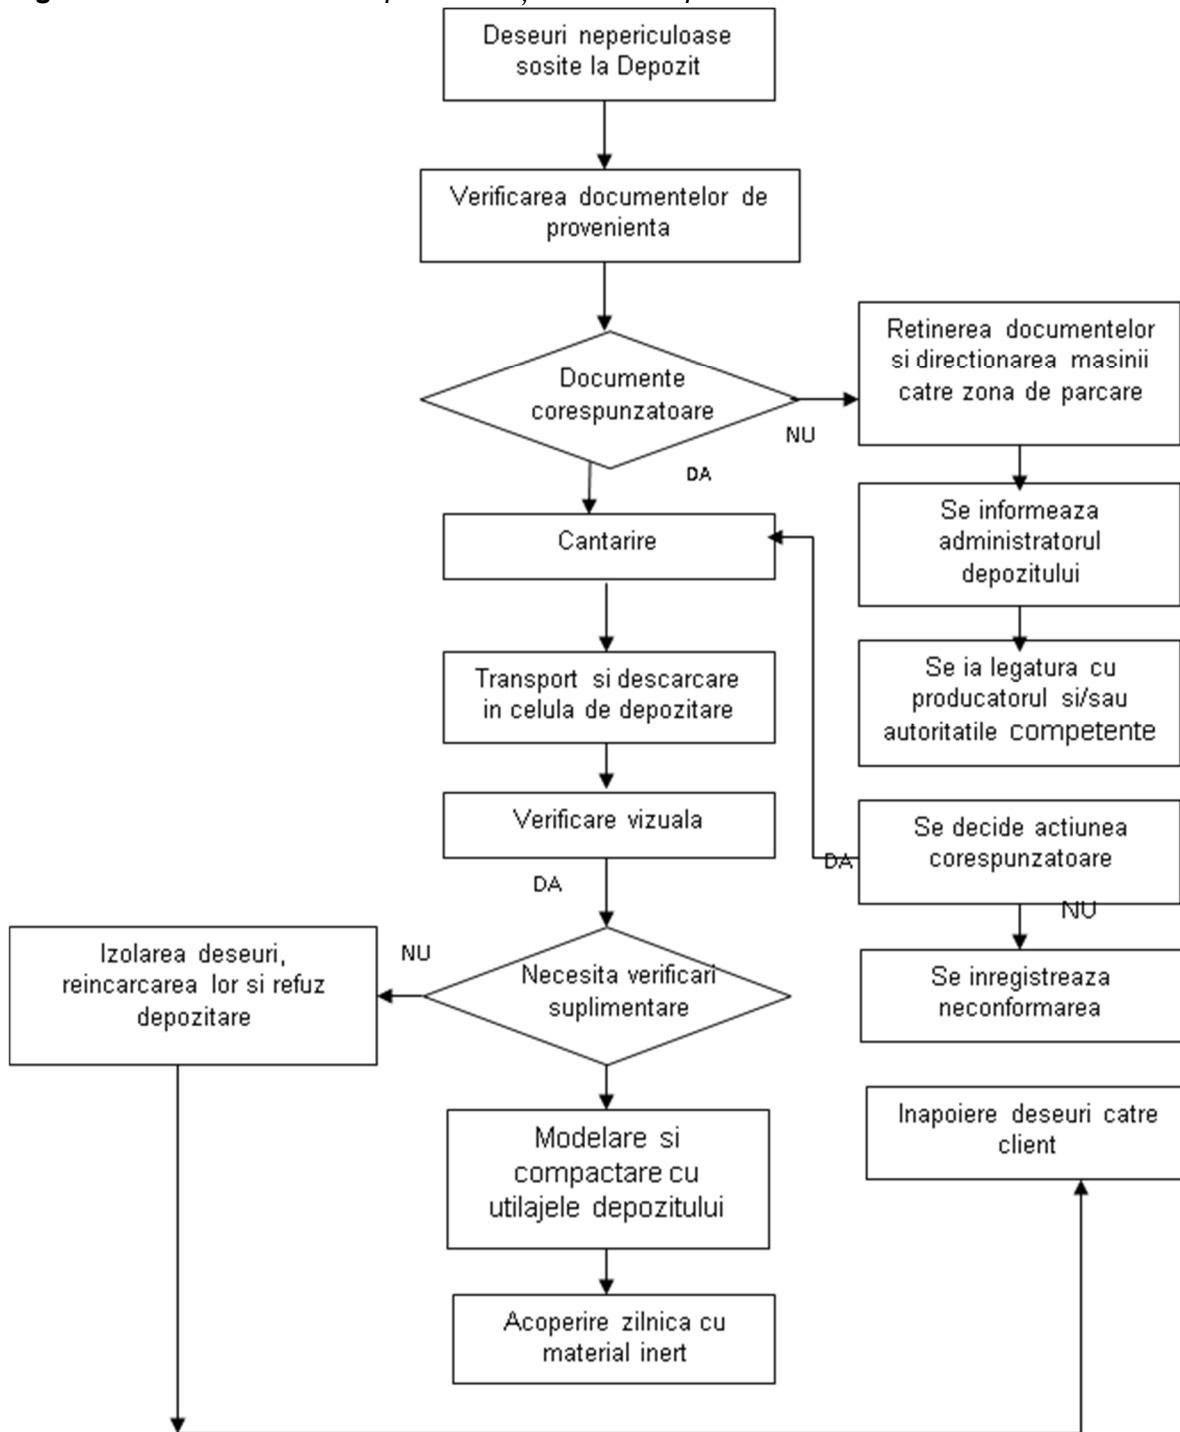 Deseuri nepericuloase
sosite la Depozit
Verificarea documentelor de
provenienta
Documente
corespunzatoare
NU
DA
Retinerea documentelor
si directionarea masinii
catre zona de parcare
Se informeaza
administratorul
depozitului
Se ia legatura cu
producatorul si/sau
autoritatile competente
Se decide actiunea
corespunzatoare
DA
NU
Se inregistreaza
neconformarea
Cantarire
Transport si descarcare
in celula de depozitare
Verificare vizuala
DA
Necesita verificari
suplimentare
NU
Izolarea deseuri,
reincarcarea lor si refuz
depozitare
Modelare si
compactare cu
utilajele depozitului
Acoperire zilnica cu
material inert
Inapoiere deseuri catre
client